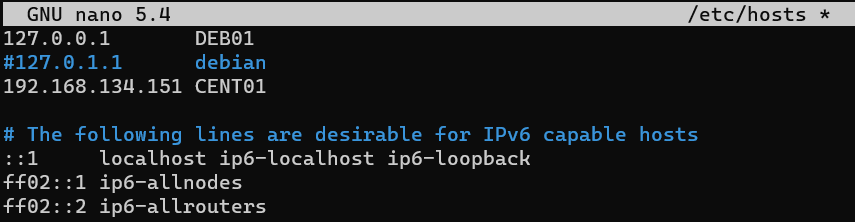 GNU nano 5.4 /etc/hosts *
127.0.0.1 DEB01
#127.0.1.1 debian
192.168.134.151 CENT01
# The following lines are desirable for IPv6 capable hosts
::1 localhost ip6-localhost ip6-loopback
ff02::1 ip6-allnodes
ff02::2 ip6-allrouters